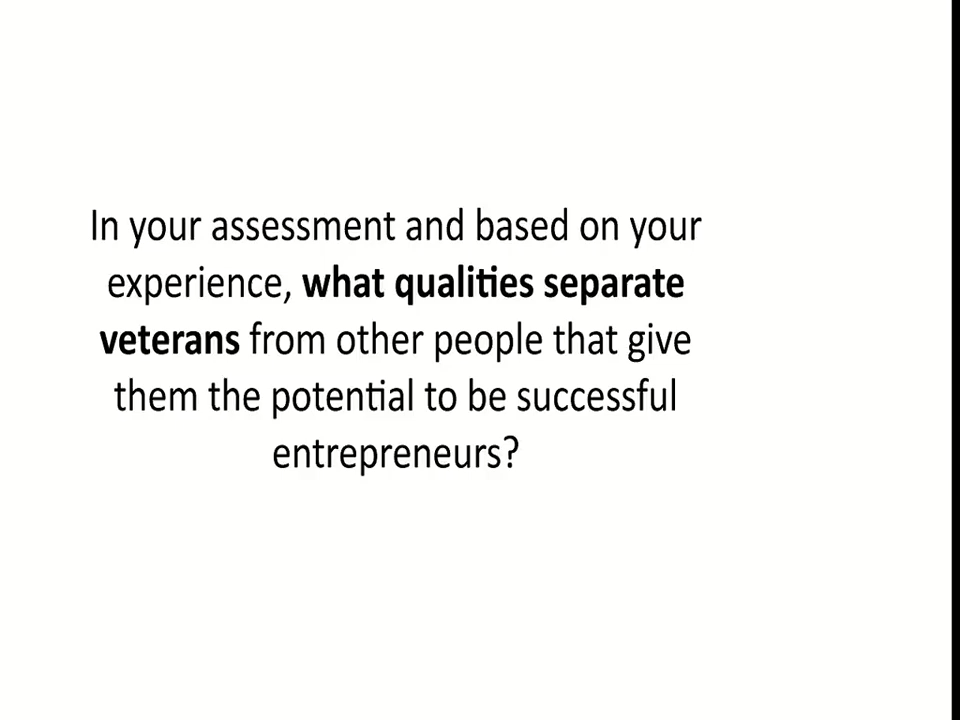 In your assessment and based on your
experience, what qualities separate
veterans from other people that give
them the potential to be successful
entrepreneurs?